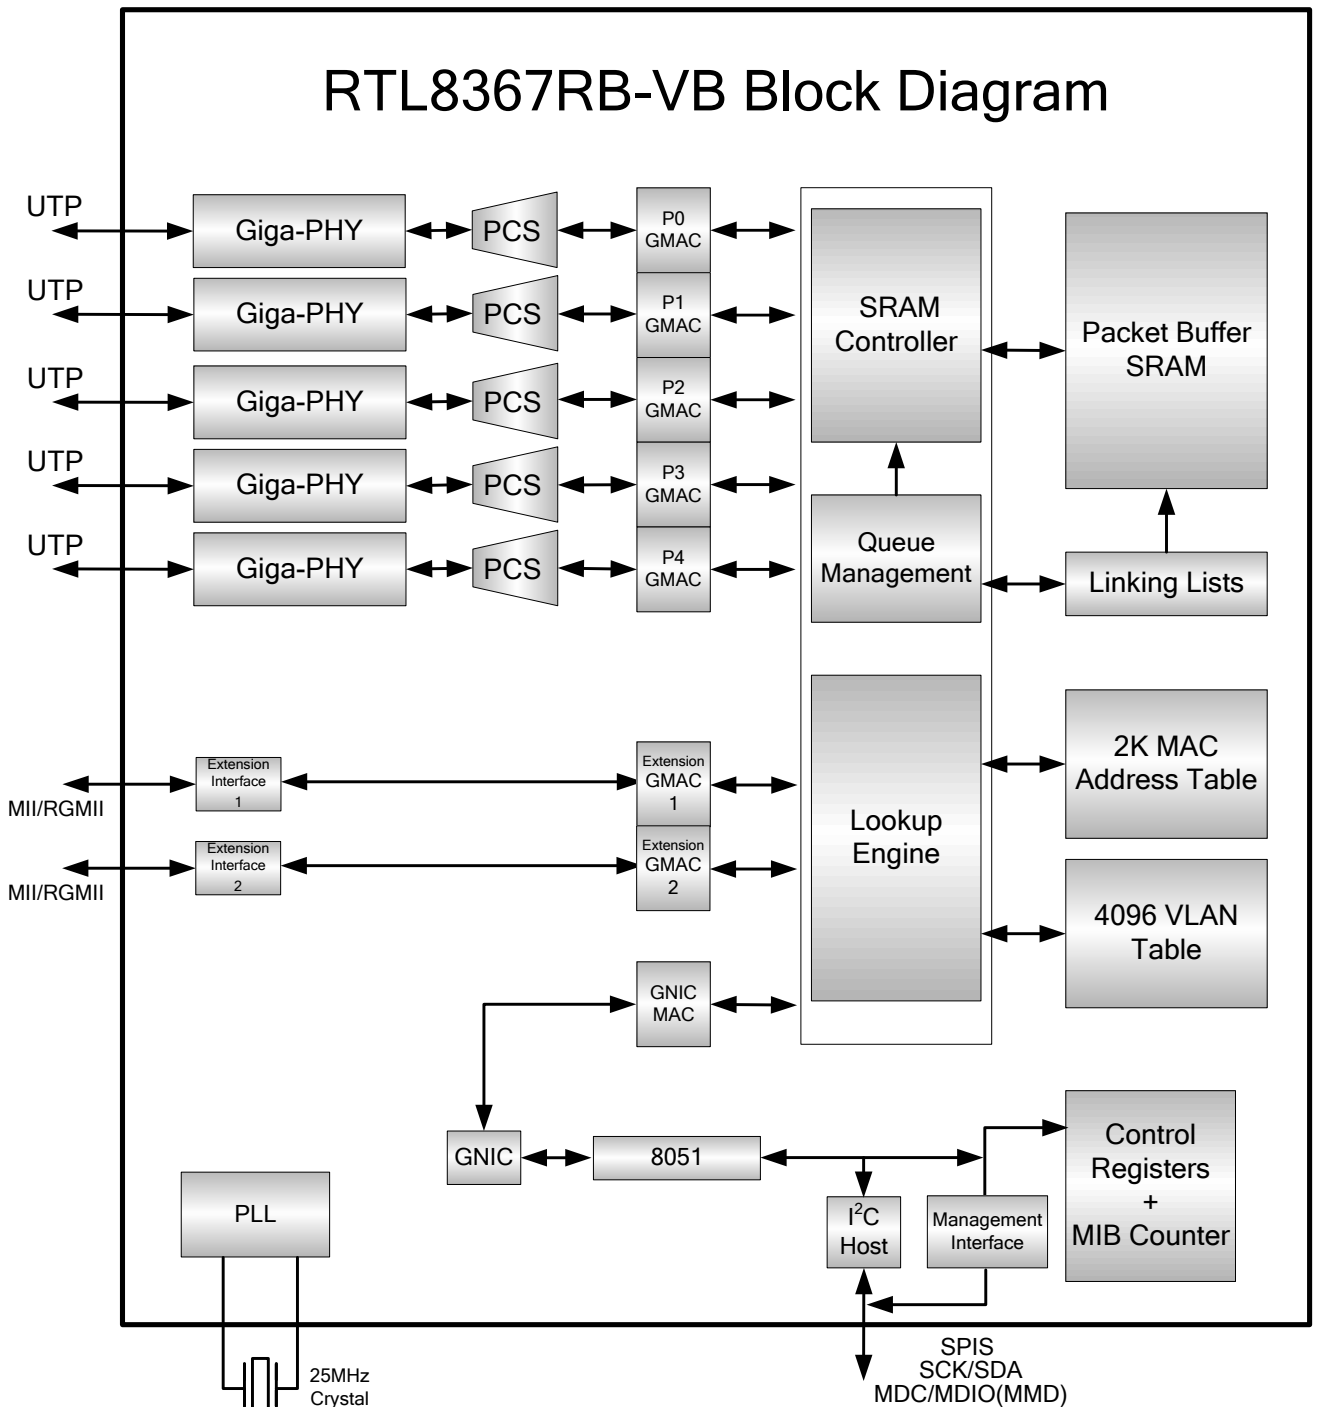 RTL8367RB-VB Block Diagram
UTP
Giga-PHY
PCS
P0
GMAC
UTP
Giga-PHY
PCS
P1
GMAC
UTP
Giga-PHY
PCS
P2
GMAC
UTP
Giga-PHY
PCS
P3
GMAC
UTP
Giga-PHY
PCS
P4
GMAC
SRAM
Controller
Packet Buffer
SRAM
Queue
Management
Linking Lists
MII/RGMII
Extension
Interface
1
Extension
GMAC
1
MII/RGMII
Extension
Interface
2
Extension
GMAC
2
Lookup
Engine
2K MAC
Address Table
4096 VLAN
Table
GNIC
MAC
GNIC
8051
I²C
Host
Management
Interface
Control
Registers
+
MIB Counter
PLL
25MHz
Crystal
SPIS
SCK/SDA
MDC/MDIO(MMD)